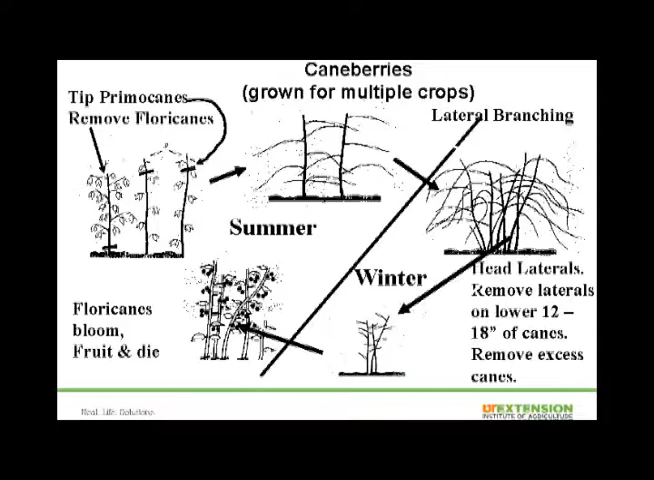 Caneberries
(grown for multiple crops)
Tip Primocanes
Remove Floricanes
Lateral Branching
Summer
Winter
Head Laterals.
Remove laterals
on lower 12 –
18" of canes.
Remove excess
canes.
Floricanes
bloom,
Fruit & die
Real. Life. Solutions.
UTEXTENSION
INSTITUTE OF AGRICULTURE